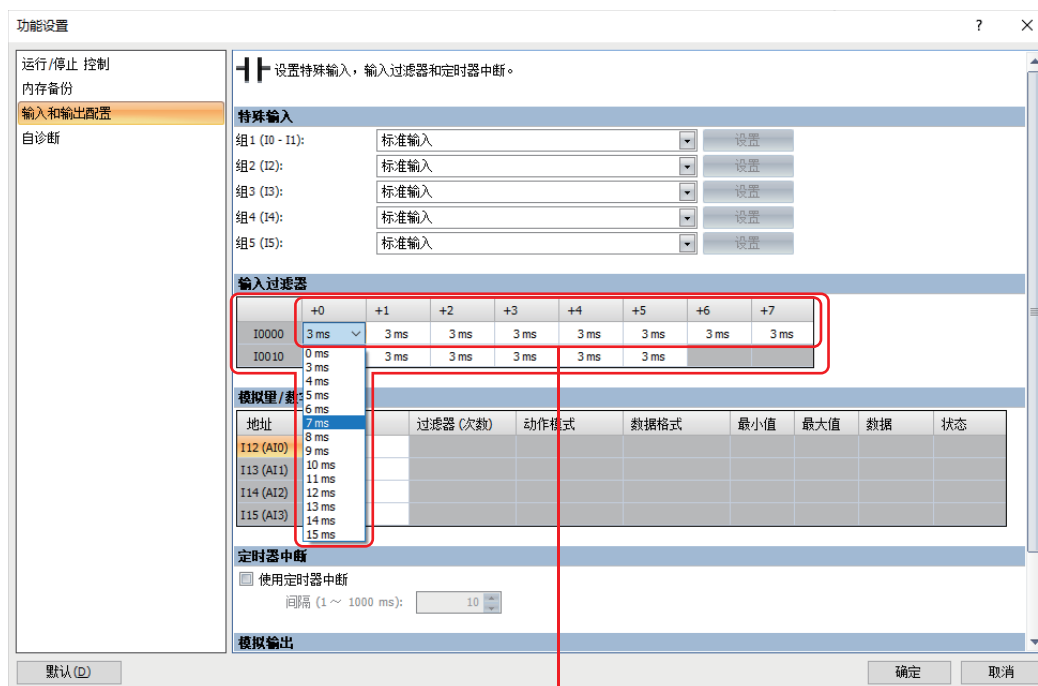 功能设置 ? ×
运行/停止 控制
内存备份
输入和输出配置
自诊断
设置特殊输入，输入过滤器和定时器中断。
特殊输入
组1 (I0 - I1): 标准输入 设置
组2 (I2): 标准输入 设置
组3 (I3): 标准输入 设置
组4 (I4): 标准输入 设置
组5 (I5): 标准输入 设置
输入过滤器
+0 +1 +2 +3 +4 +5 +6 +7
I0000 3 ms 3 ms 3 ms 3 ms 3 ms 3 ms 3 ms 3 ms
I0010 3 ms 3 ms 3 ms 3 ms 3 ms
0 ms
3 ms
4 ms
5 ms
6 ms
7 ms
8 ms
9 ms
10 ms
11 ms
12 ms
13 ms
14 ms
15 ms
模拟量/
地址 过滤器 (次数) 动作模式 数据格式 最小值 最大值 数据 状态
I12 (AI0)
I13 (AI1)
I14 (AI2)
I15 (AI3)
定时器中断
使用定时器中断
间隔 (1～ 1000 ms): 10
模拟输出
默认(D) 确定 取消